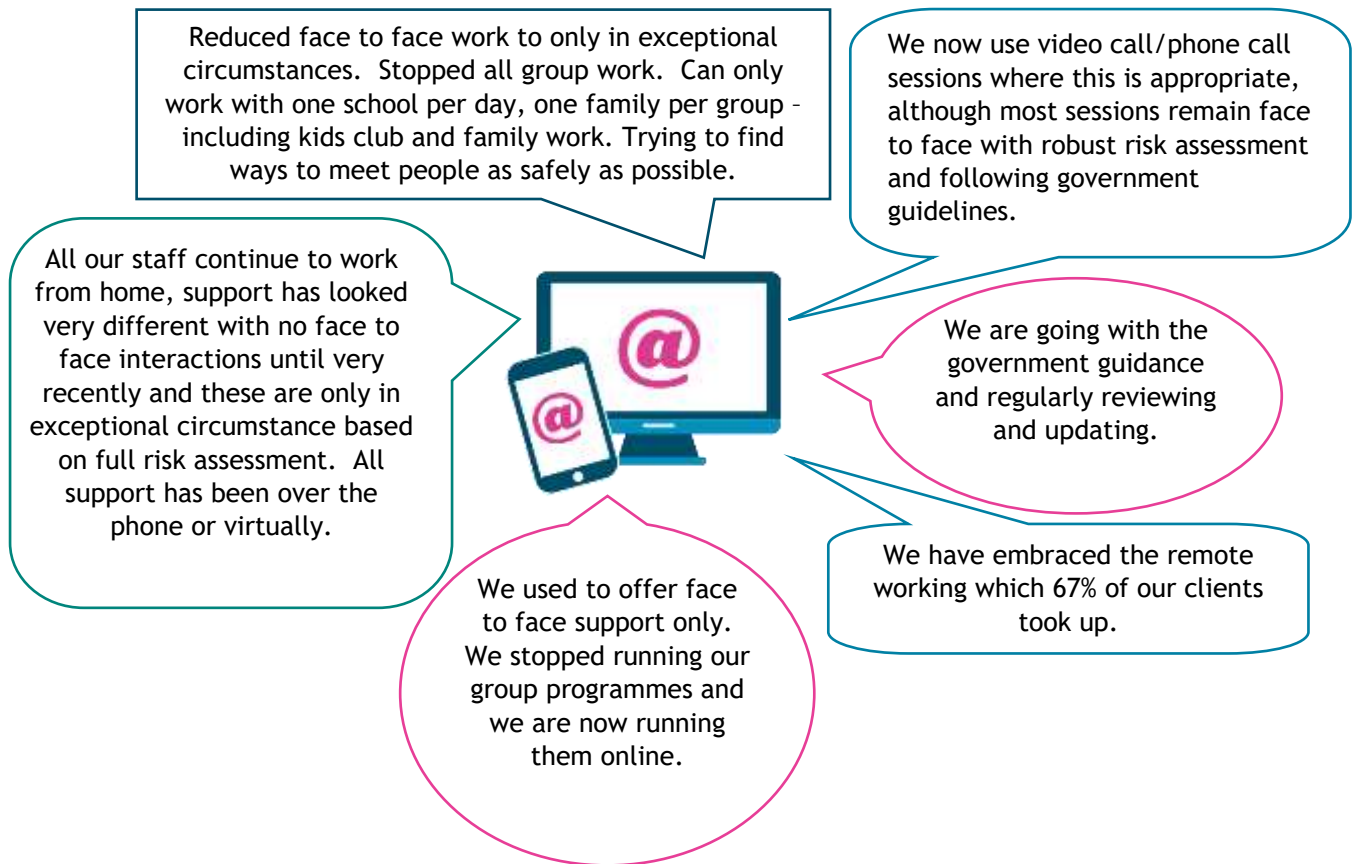 Reduced face to face work to only in exceptional
circumstances.  Stopped all group work.  Can only
work with one school per day, one family per group –
including kids club and family work. Trying to find
ways to meet people as safely as possible.
We now use video call/phone call
sessions where this is appropriate,
although most sessions remain face
to face with robust risk assessment
and following government
guidelines.
All our staff continue to work
from home, support has looked
very different with no face to
face interactions until very
recently and these are only in
exceptional circumstance based
on full risk assessment.  All
support has been over the
phone or virtually.
@
@
We are going with the
government guidance
and regularly reviewing
and updating.
We have embraced the remote
working which 67% of our clients
took up.
We used to offer face
to face support only.
We stopped running our
group programmes and
we are now running
them online.